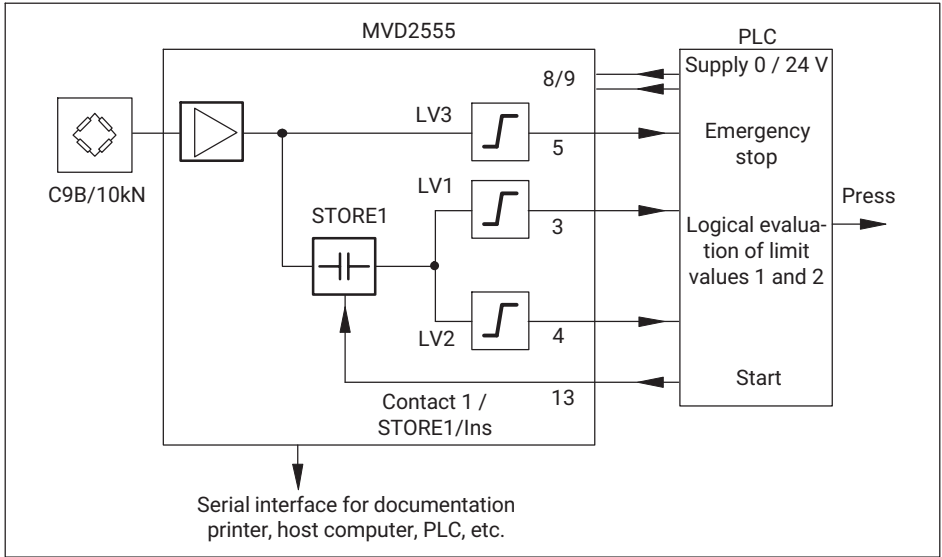 MVD2555
PLC
8/9
Supply 0 / 24 V
LV3
5
Emergency
stop
C9B/10kN
LV1
3
STORE1
Press
Logical evalua-
tion of limit
values 1 and 2
LV2
4
Start
13
Contact 1 /
STORE1/Ins
Serial interface for documentation
printer, host computer, PLC, etc.